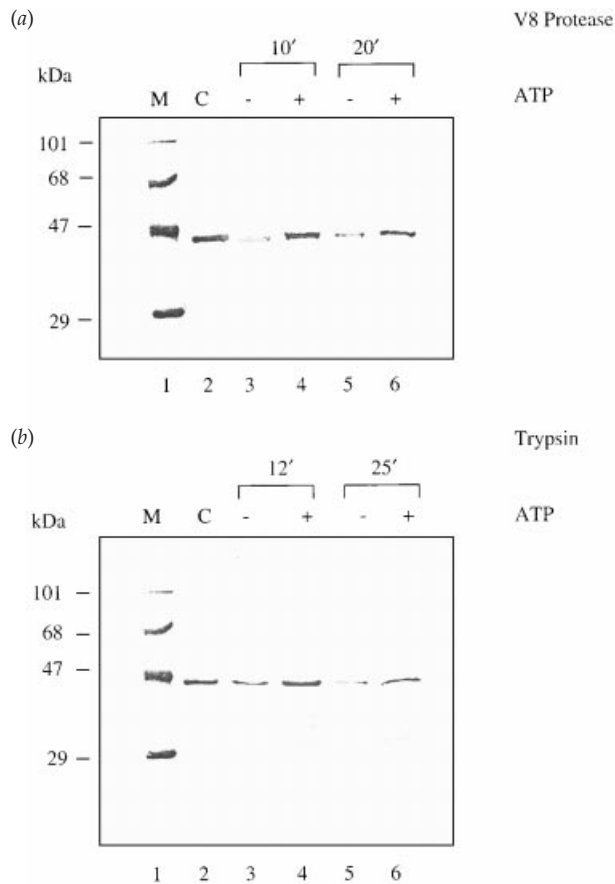 (a) V8 Protease
10′ 20′
kDa
M C - + - + ATP
101
68
47
29
1 2 3 4 5 6
(b) Trypsin
12′ 25′
kDa
M C - + - + ATP
101
68
47
29
1 2 3 4 5 6